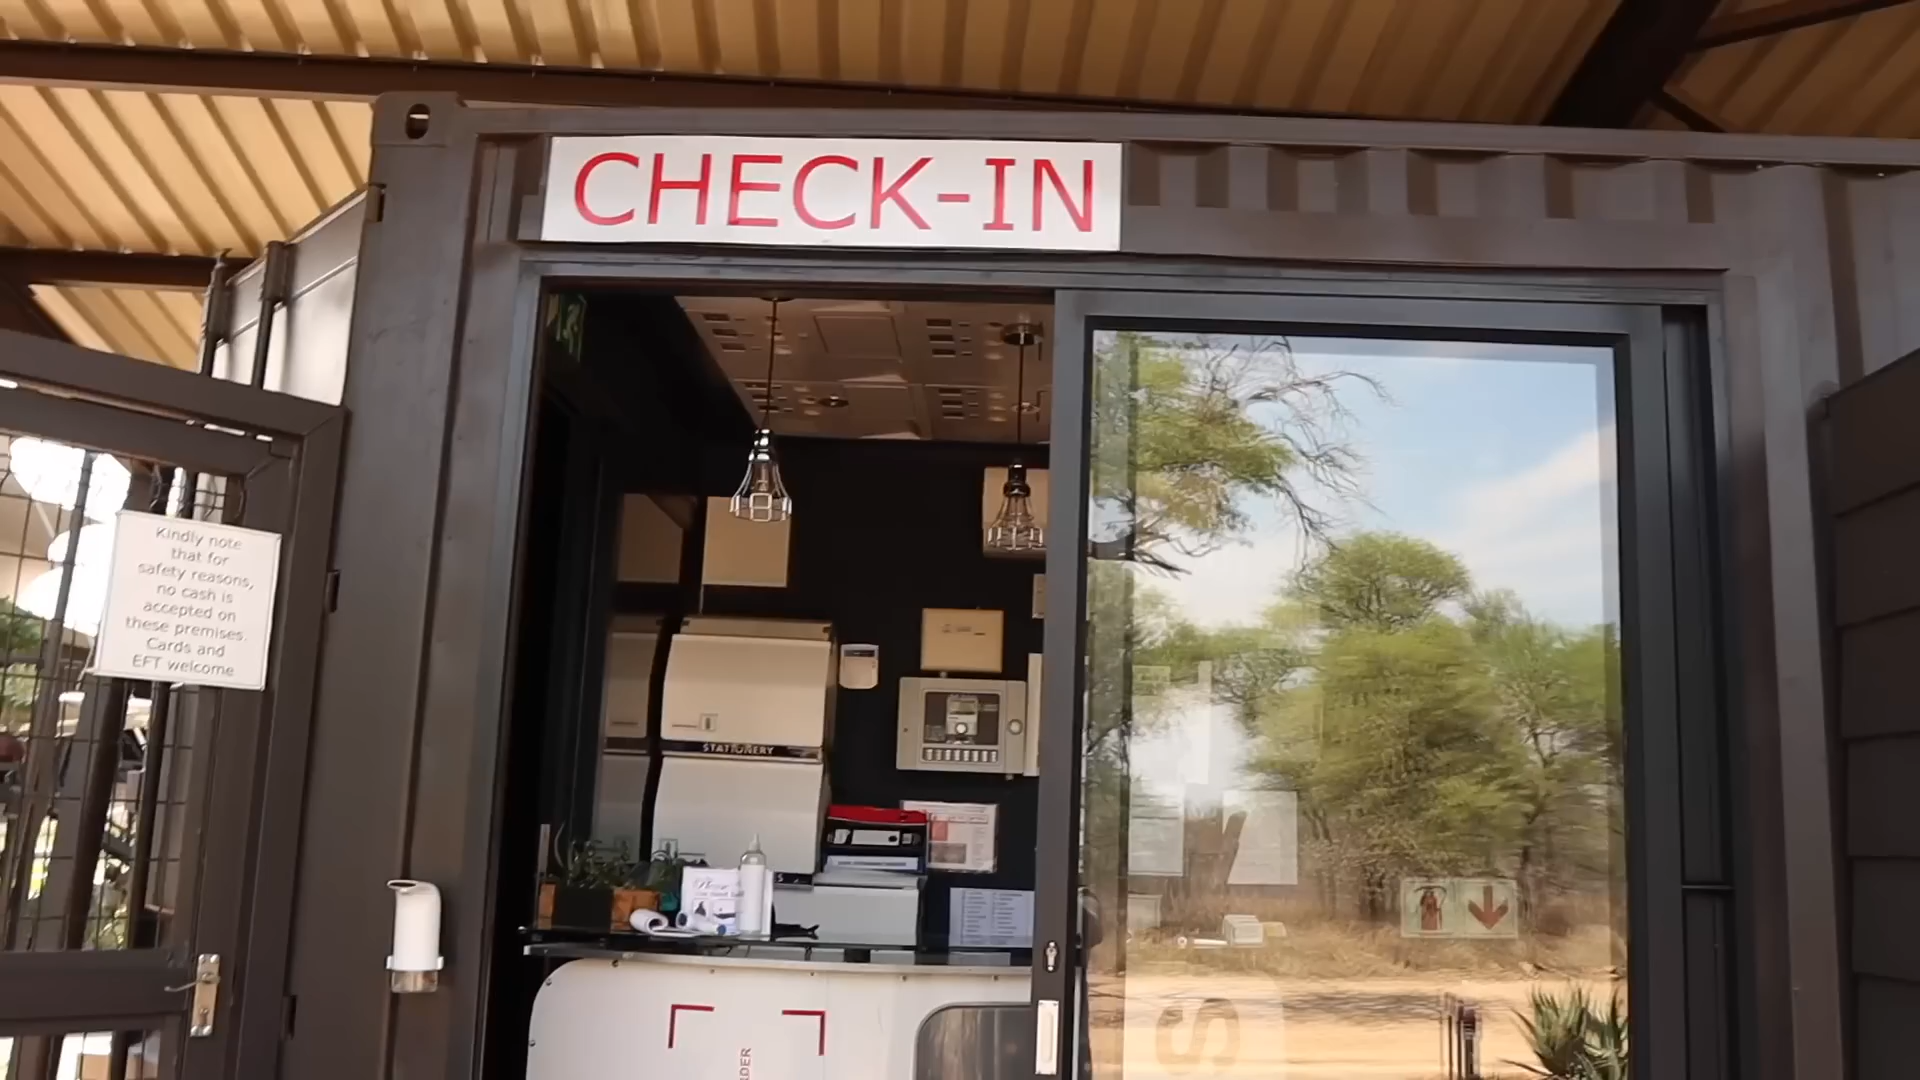 CHECK-IN
Kindly note
that for
safety reasons,
no cash is
accepted on
these premises.
Cards and
EFT welcome
STATIONERY
Please
S